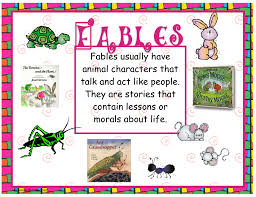 FABLES
Fables usually have
animal characters that
talk and act like people.
They are stories that
contain lessons or
morals about life.
Grasshopper